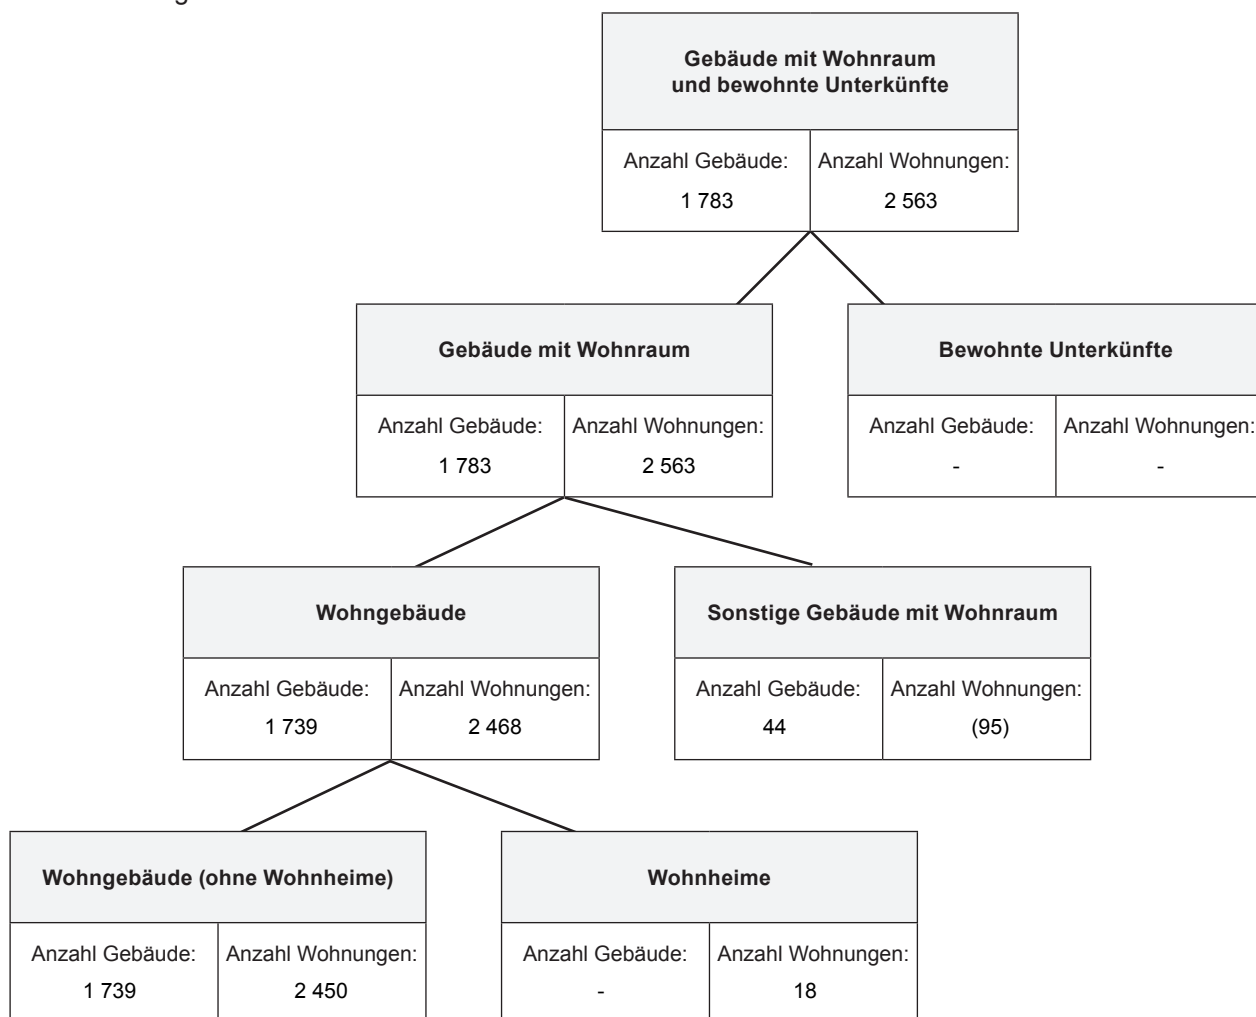 Gebäude mit Wohnraum
und bewohnte Unterkünfte
Anzahl Gebäude: Anzahl Wohnungen:
1 783 2 563
Gebäude mit Wohnraum Bewohnte Unterkünfte
Anzahl Gebäude: Anzahl Wohnungen: Anzahl Gebäude: Anzahl Wohnungen:
1 783 2 563 - -
Wohngebäude Sonstige Gebäude mit Wohnraum
Anzahl Gebäude: Anzahl Wohnungen: Anzahl Gebäude: Anzahl Wohnungen:
1 739 2 468 44 (95)
Wohngebäude (ohne Wohnheime) Wohnheime
Anzahl Gebäude: Anzahl Wohnungen: Anzahl Gebäude: Anzahl Wohnungen:
1 739 2 450 - 18